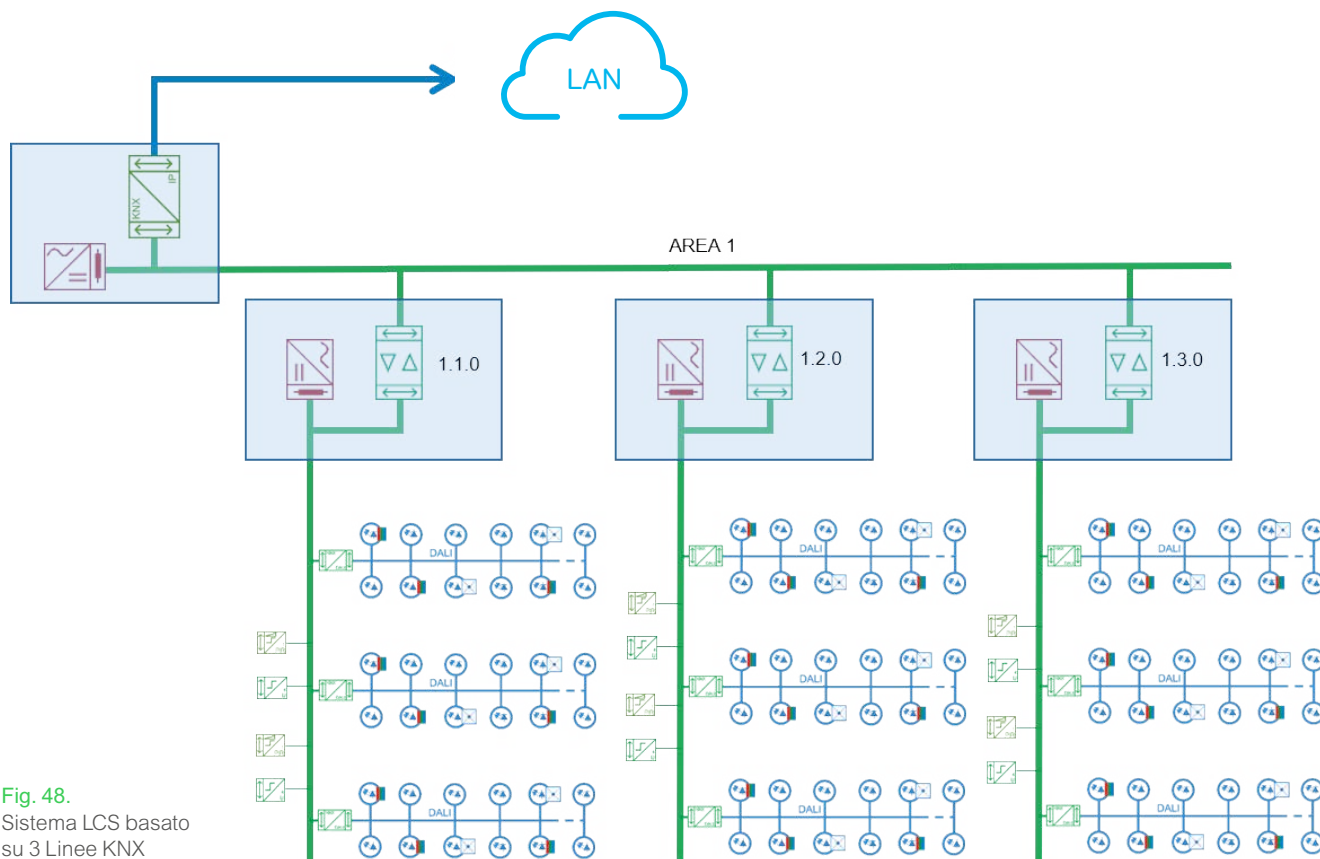 LAN
IP
KNX
AREA 1
1.1.0
1.2.0
1.3.0
DALI
DALI
DALI
DALI
DALI
DALI
DALI
DALI
DALI
Fig. 48.
Sistema LCS basato
su 3 Linee KNX